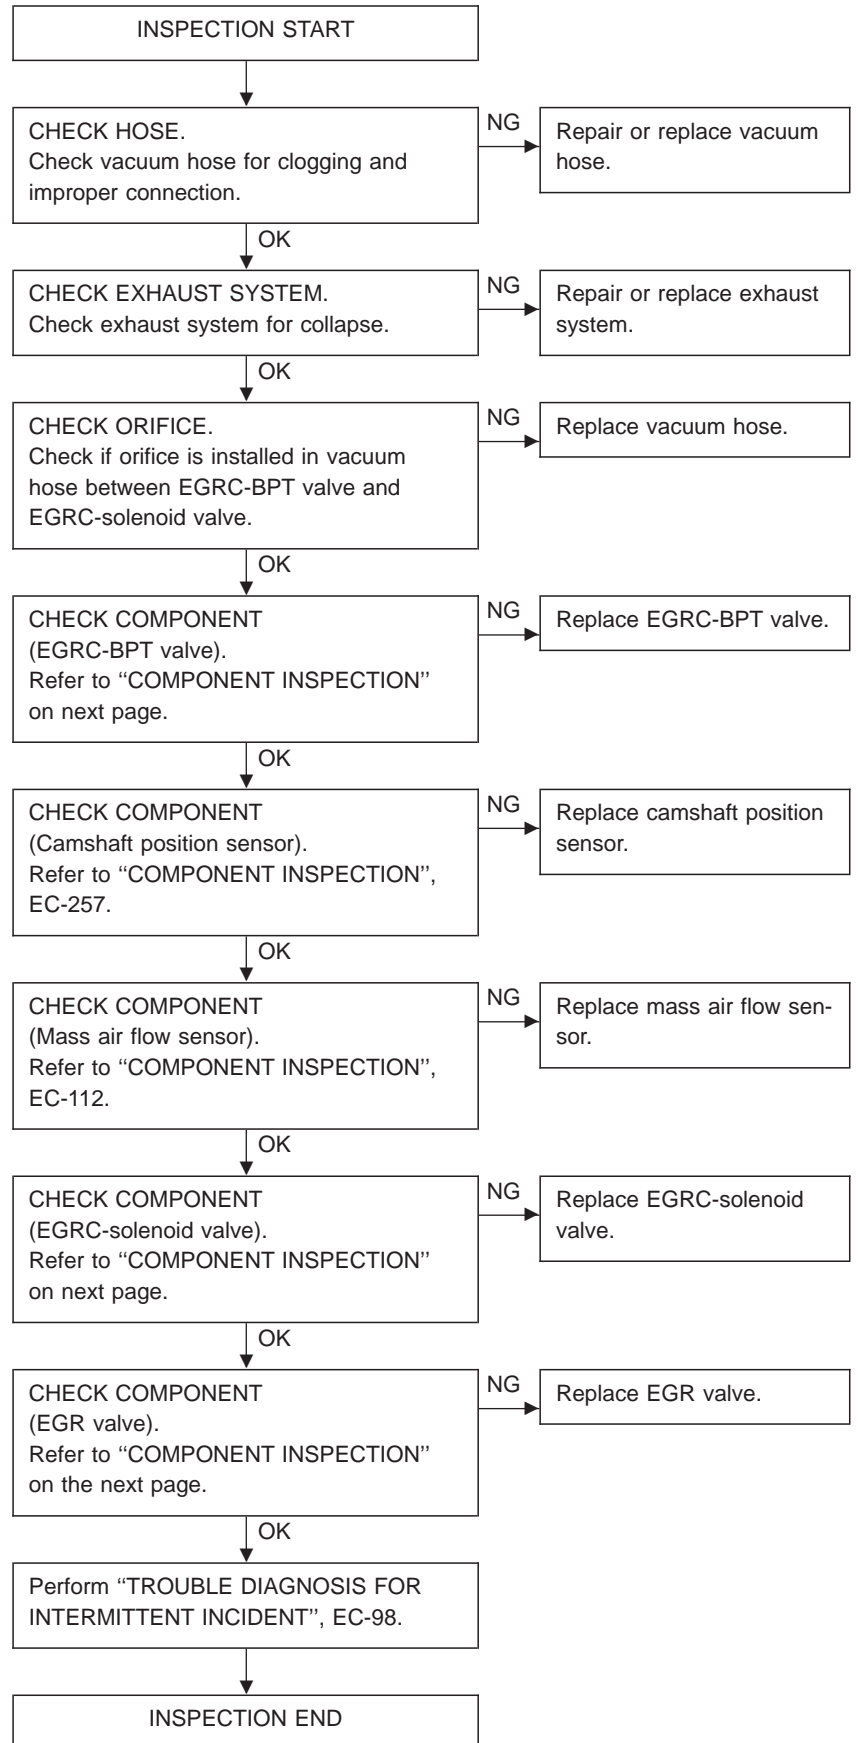 INSPECTION START
CHECK HOSE.
Check vacuum hose for clogging and
improper connection.
NG
Repair or replace vacuum
hose.
OK
CHECK EXHAUST SYSTEM.
Check exhaust system for collapse.
NG
Repair or replace exhaust
system.
OK
CHECK ORIFICE.
Check if orifice is installed in vacuum
hose between EGRC-BPT valve and
EGRC-solenoid valve.
NG
Replace vacuum hose.
OK
CHECK COMPONENT
(EGRC-BPT valve).
Refer to ‘‘COMPONENT INSPECTION’’
on next page.
NG
Replace EGRC-BPT valve.
OK
CHECK COMPONENT
(Camshaft position sensor).
Refer to ‘‘COMPONENT INSPECTION’’,
EC-257.
NG
Replace camshaft position
sensor.
OK
CHECK COMPONENT
(Mass air flow sensor).
Refer to ‘‘COMPONENT INSPECTION’’,
EC-112.
NG
Replace mass air flow sen-
sor.
OK
CHECK COMPONENT
(EGRC-solenoid valve).
Refer to ‘‘COMPONENT INSPECTION’’
on next page.
NG
Replace EGRC-solenoid
valve.
OK
CHECK COMPONENT
(EGR valve).
Refer to ‘‘COMPONENT INSPECTION’’
on the next page.
NG
Replace EGR valve.
OK
Perform ‘‘TROUBLE DIAGNOSIS FOR
INTERMITTENT INCIDENT’’, EC-98.
INSPECTION END